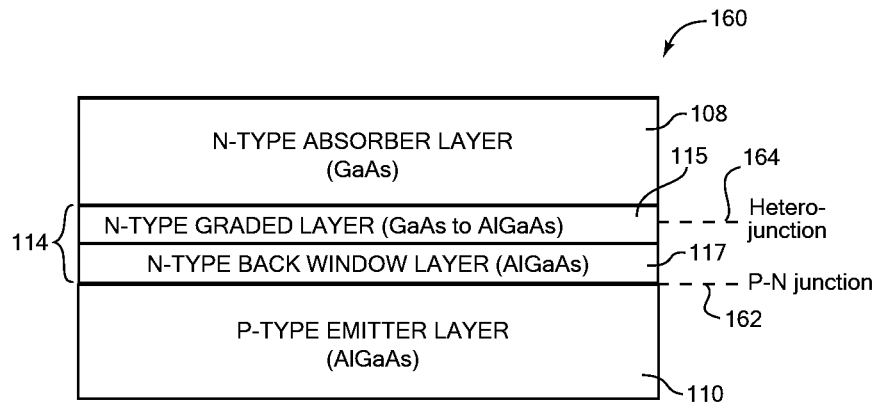 160
N-TYPE ABSORBER LAYER
(GaAs)
108
115
164
114
N-TYPE GRADED LAYER (GaAs to AlGaAs)
Hetero-
junction
N-TYPE BACK WINDOW LAYER (AlGaAs)
117
P-N junction
162
P-TYPE EMITTER LAYER
(AlGaAs)
110